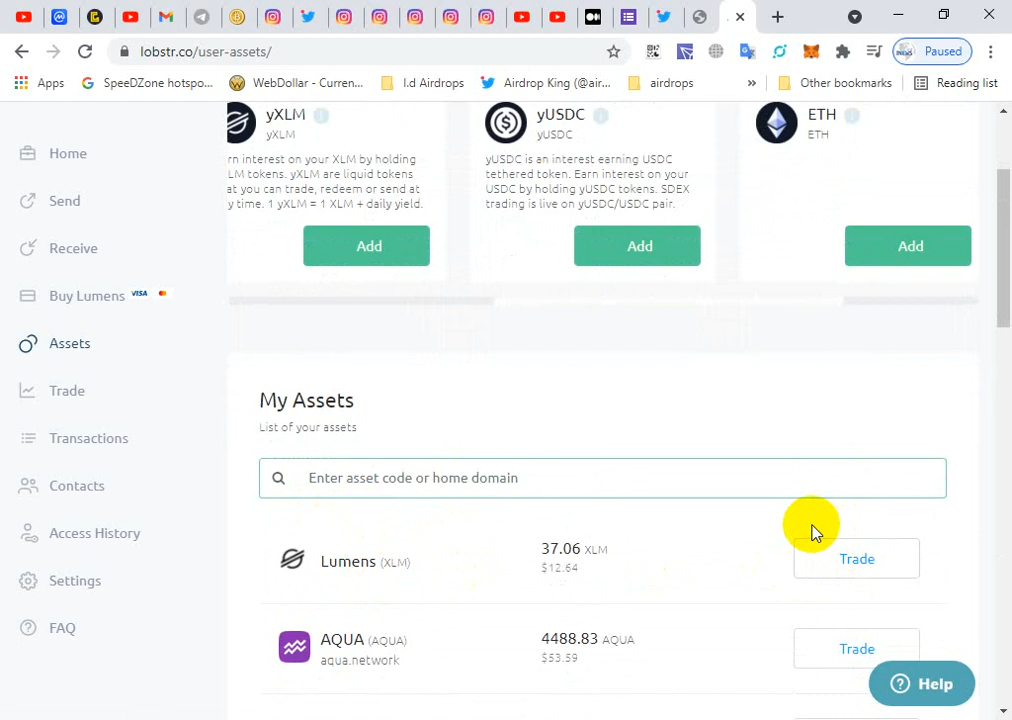 Paused
lobstr.co/user-assets/
Apps
SpeeDZone hotspo...
WebDollar - Curren...
I.d Airdrops
Airdrop King (@air...
airdrops
»
Other bookmarks
Reading list
Home
Send
Receive
Buy Lumens VISA
Assets
Trade
Transactions
Contacts
Access History
Settings
FAQ
yXLM
yXLM
rn interest on your XLM by holding
LM tokens. yXLM are liquid tokens
at you can trade, redeem or send at
y time. 1 yXLM = 1 XLM + daily yield.
Add
yUSDC
yUSDC
yUSDC is an interest earning USDC
tethered token. Earn interest on your
USDC by holding yUSDC tokens. SDEX
trading is live on yUSDC/USDC pair.
Add
ETH
ETH
Add
My Assets
List of your assets
Enter asset code or home domain
Lumens (XLM)
37.06 XLM
$12.64
Trade
AQUA (AQUA)
aqua.network
4488.83 AQUA
$53.59
Trade
Help